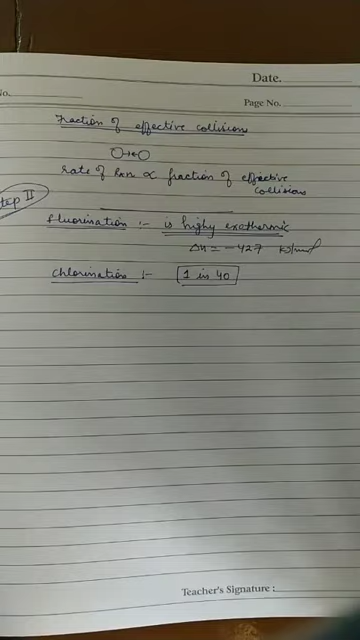 Date.
No.
Page No.
Fraction of effective collision
rate of rxn ∝ fraction of effective
collisions
Step II
Fluorination :- is highly exothermic
ΔH = -427 KJ/mol
Chlorination :- 1 in 40
Teacher's Signature :